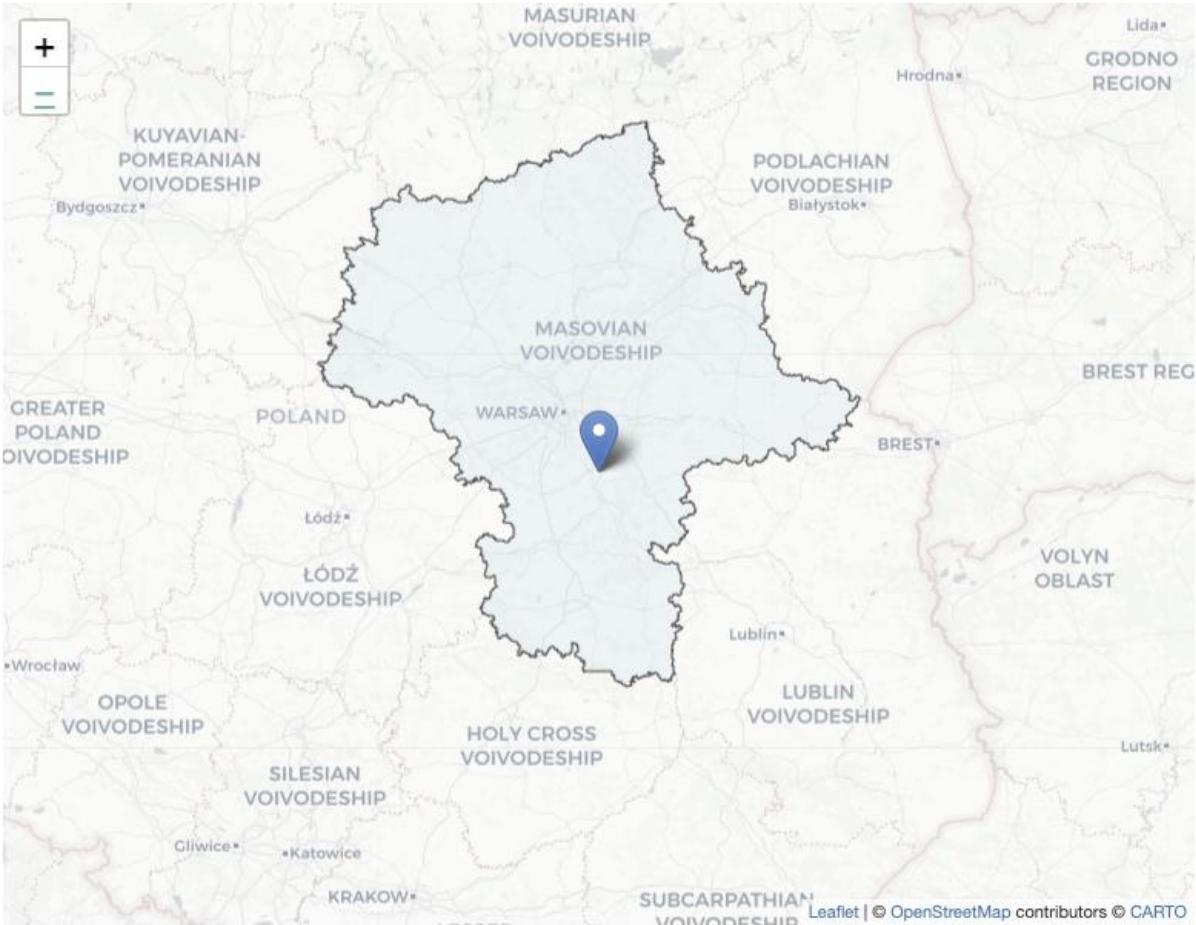 +
MASURIAN
VOIVODESHIP
Lida
GRODNO
REGION
Hrodna
KUYAVIAN-
POMERANIAN
VOIVODESHIP
PODLACHIAN
VOIVODESHIP
Bydgoszcz
Białystok
MASOVIAN
VOIVODESHIP
BREST REG
GREATER
POLAND
OIVODESHIP
POLAND
WARSAW
BREST
Łódź
ŁÓDŹ
VOIVODESHIP
VOLYN
OBLAST
Lublin
Wrocław
OPOLE
VOIVODESHIP
LUBLIN
VOIVODESHIP
HOLY CROSS
VOIVODESHIP
Lutsk
SILESIAN
VOIVODESHIP
Gliwice
Katowice
KRAKOW
SUBCARPATHIAN
VOIVODESHIP
Leaflet | © OpenStreetMap contributors © CARTO